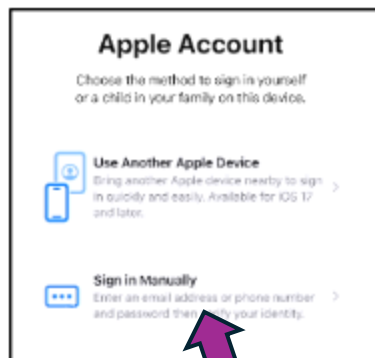 Apple Account
Choose the method to sign in yourself
or a child in your family on this device.
Use Another Apple Device
Bring another Apple device nearby to sign
in quickly and easily. Available for iOS 17
and later.
Sign in Manually
Enter an email address or phone number
and password then your identity.